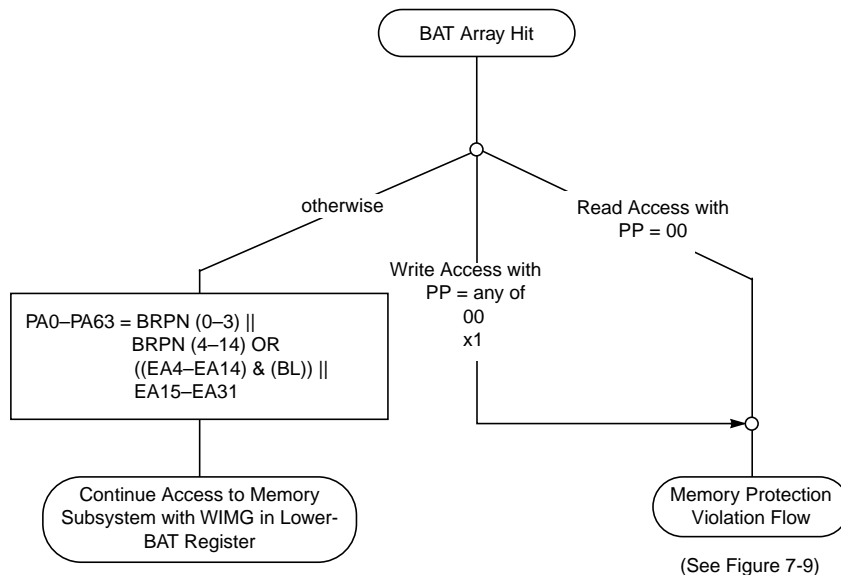 BAT Array Hit
otherwise
Read Access with
PP = 00
Write Access with
PP = any of
00
x1
PA0–PA63 = BRPN (0–3) ||
BRPN (4–14) OR
((EA4–EA14) & (BL)) ||
EA15–EA31
Continue Access to Memory
Subsystem with WIMG in Lower-
BAT Register
Memory Protection
Violation Flow
(See Figure 7-9)